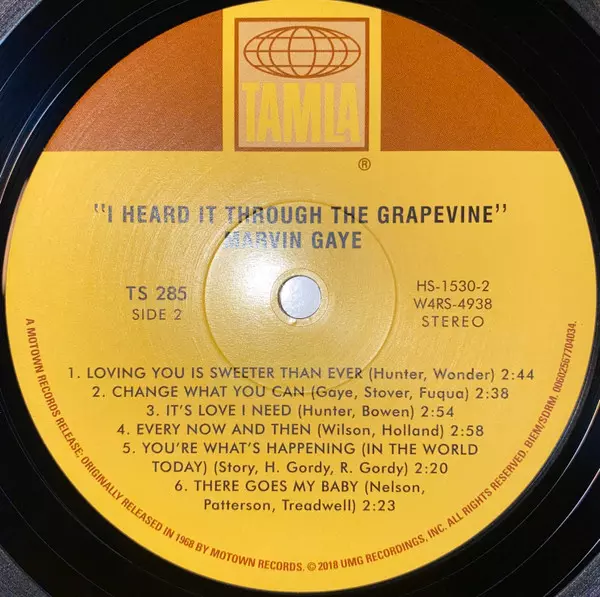 TAMLA
®
"I HEARD IT THROUGH THE GRAPEVINE"
MARVIN GAYE
TS 285
SIDE 2
HS-1530-2
W4RS-4938
STEREO
1. LOVING YOU IS SWEETER THAN EVER (Hunter, Wonder) 2:44
2. CHANGE WHAT YOU CAN (Gaye, Stover, Fuqua) 2:38
3. IT'S LOVE I NEED (Hunter, Bowen) 2:54
4. EVERY NOW AND THEN (Wilson, Holland) 2:58
5. YOU'RE WHAT'S HAPPENING (IN THE WORLD
TODAY) (Story, H. Gordy, R. Gordy) 2:20
6. THERE GOES MY BABY (Nelson,
Patterson, Treadwell) 2:23
A MOTOWN RECORDS RELEASE; ORIGINALLY RELEASED IN 1968 BY MOTOWN RECORDS. © 2018 UMG RECORDINGS, INC. ALL RIGHTS RESERVED. BIEM/SDRM. 00602567704034.